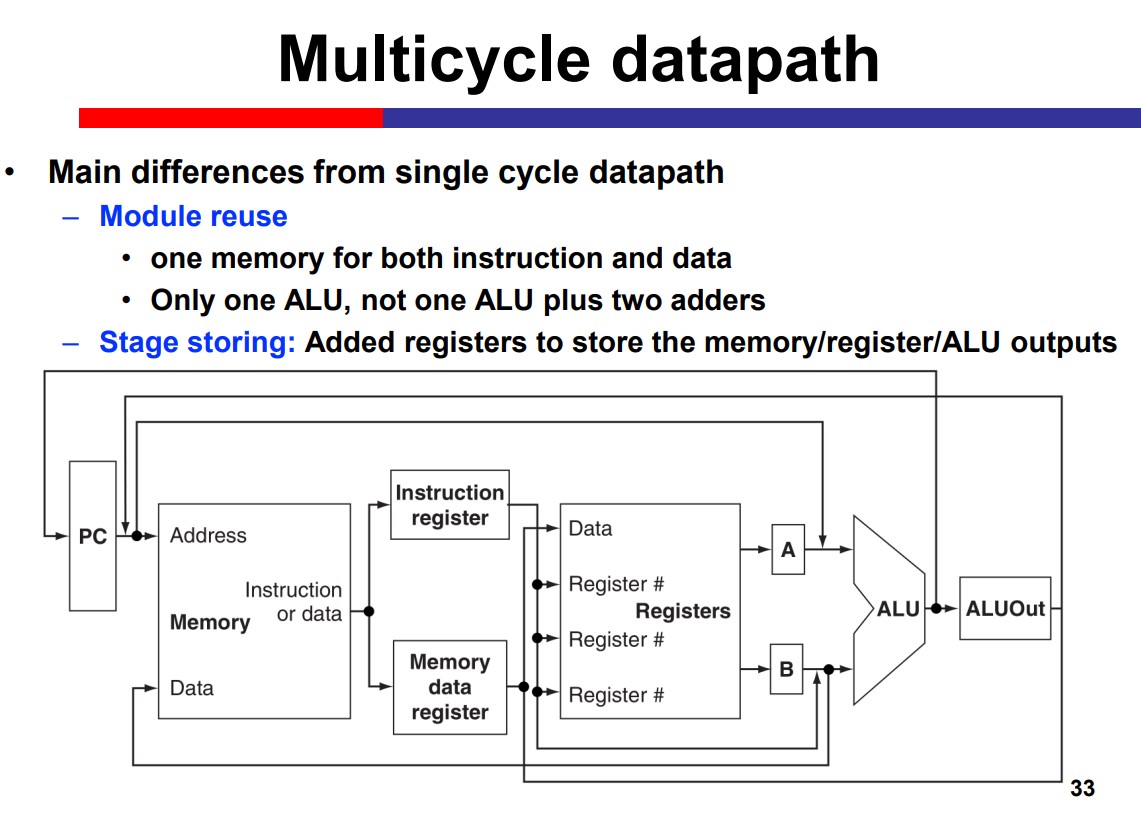 Multicycle datapath
• Main differences from single cycle datapath
– Module reuse
• one memory for both instruction and data
• Only one ALU, not one ALU plus two adders
– Stage storing: Added registers to store the memory/register/ALU outputs
PC
Address
Instruction
or data
Memory
Data
Instruction
register
Memory
data
register
Data
Register #
Registers
Register #
Register #
A
B
ALU
ALUOut
33